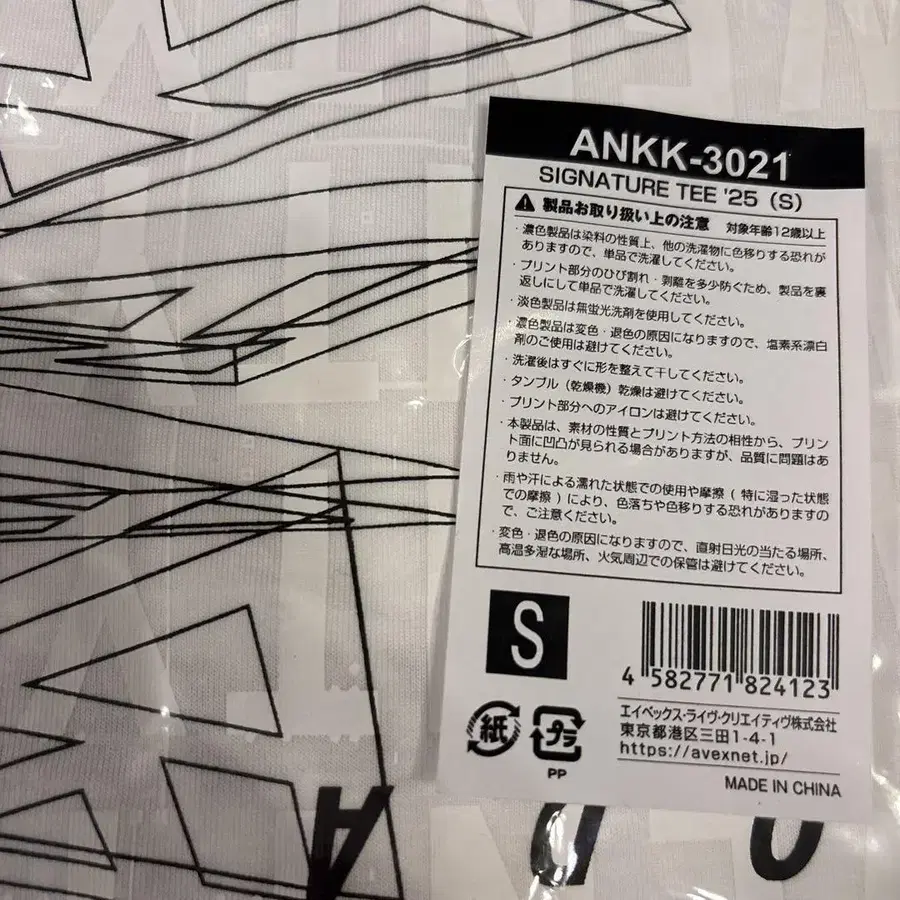 ANKK-3021
SIGNATURE TEE '25 (S)
製品お取り扱い上の注意 対象年齢12歳以上
・濃色製品は染料の性質上、他の洗濯物に色移りする恐れが
ありますので、単品で洗濯してください。
・プリント部分のひび割れ・剥離を多少防ぐため、製品を裏
返しにして単品で洗濯してください。
・淡色製品は無蛍光洗剤を使用してください。
・濃色製品は変色・退色の原因になりますので、塩素系漂白
剤のご使用は避けてください。
・洗濯後はすぐに形を整えて干してください。
・タンブル（乾燥機）乾燥は避けてください。
・プリント部分へのアイロンは避けてください。
・本製品は、素材の性質とプリント方法の相性から、プリン
ト面に凹凸が見られる場合がありますが、品質に問題はあ
りません。
・雨や汗による濡れた状態での使用や摩擦（特に湿った状態
での摩擦）により、色落ちや色移りする恐れがありますの
で、ご注意ください。
・変色・退色の原因になりますので、直射日光の当たる場所、
高温多湿な場所、火気周辺での保管は避けてください。
S
4 582771 824123
紙
プラ
PP
エイベックス・ライヴ・クリエイティヴ株式会社
東京都港区三田1-4-1
https://avexnet.jp/
MADE IN CHINA
A